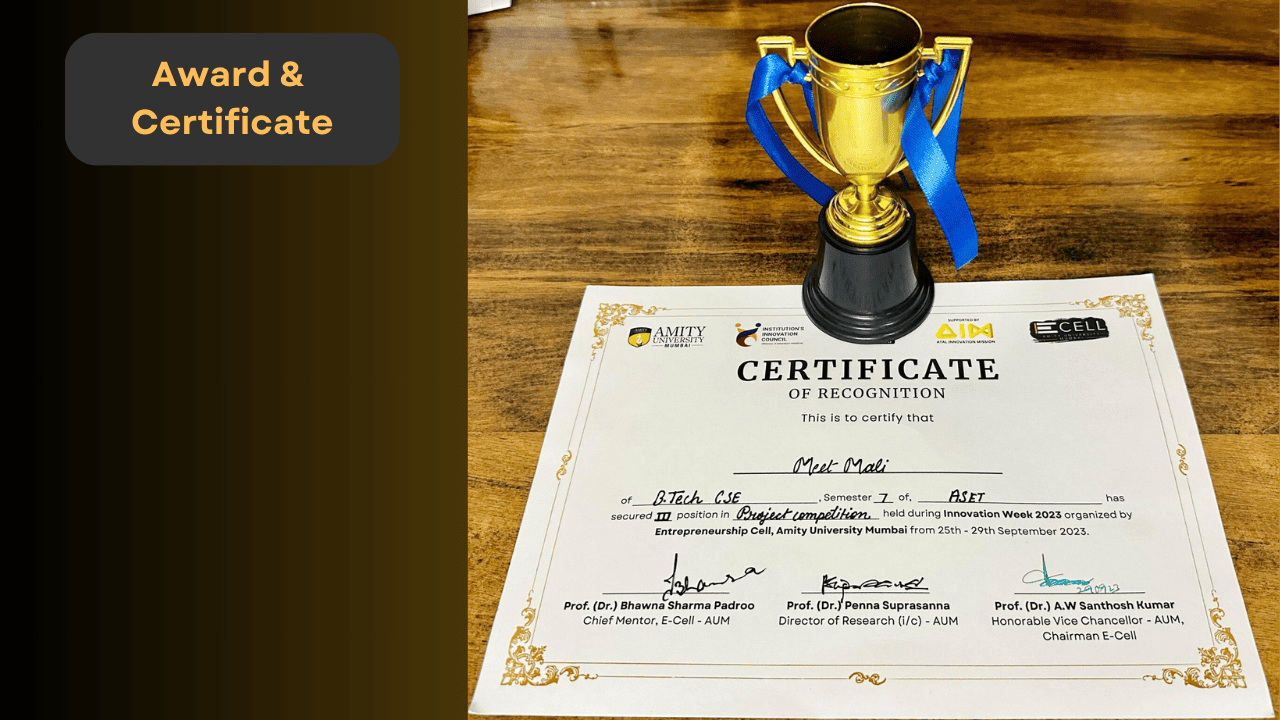 Award &
Certificate
AMITY
UNIVERSITY
MUMBAI
INSTITUTION'S
INNOVATION
COUNCIL
SUPPORTED BY
AIM
ATAL INNOVATION MISSION
ECELL
CERTIFICATE
OF RECOGNITION
This is to certify that
Meet Mali
of B.Tech CSE, Semester 7 of, ASET has
secured III position in Project competition held during Innovation Week 2023 organized by
Entrepreneurship Cell, Amity University Mumbai from 25th - 29th September 2023.
29/09/23
Prof. (Dr.) Bhawna Sharma Padroo Prof. (Dr.) Penna Suprasanna Prof. (Dr.) A.W Santhosh Kumar
Chief Mentor, E-Cell - AUM Director of Research (i/c) - AUM Honorable Vice Chancellor - AUM,
Chairman E-Cell